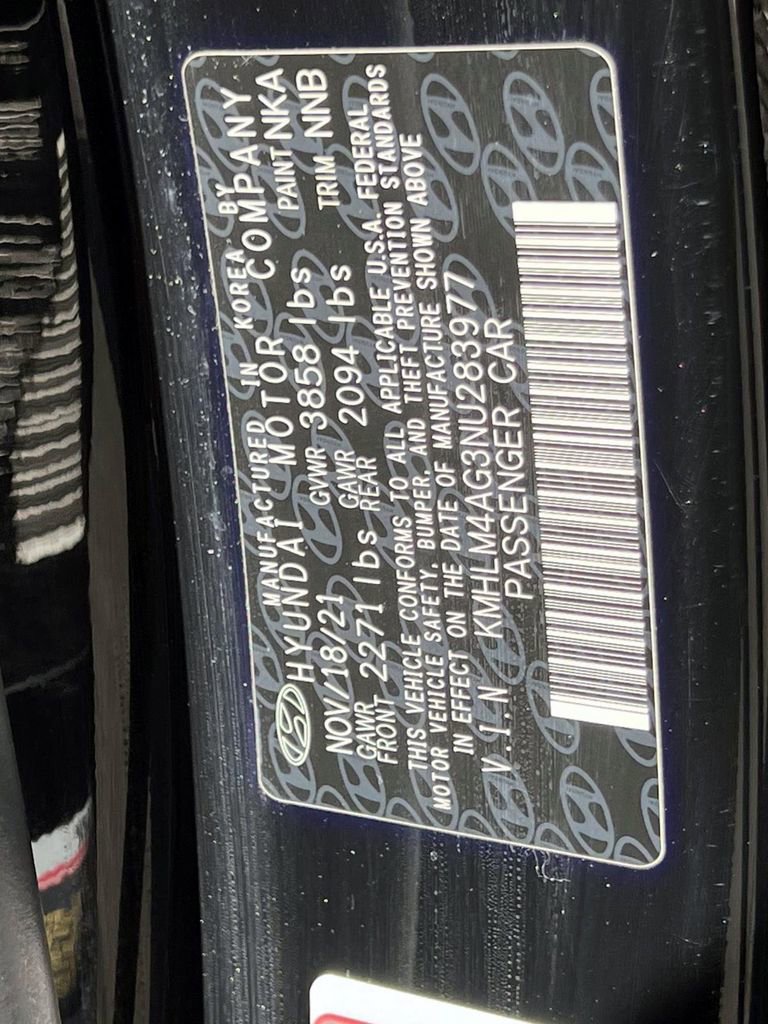 MANUFACTURED IN KOREA BY
HYUNDAI MOTOR COMPANY
NOV/18/21 GVWR 3858 lbs PAINT NKA
GAWR FRONT 2271 lbs GAWR REAR 2094 lbs TRIM NNB
THIS VEHICLE CONFORMS TO ALL APPLICABLE U.S.A. FEDERAL
MOTOR VEHICLE SAFETY, BUMPER, AND THEFT PREVENTION STANDARDS
IN EFFECT ON THE DATE OF MANUFACTURE SHOWN ABOVE
V.I.N KMHLM4AG3NU283977
PASSENGER CAR